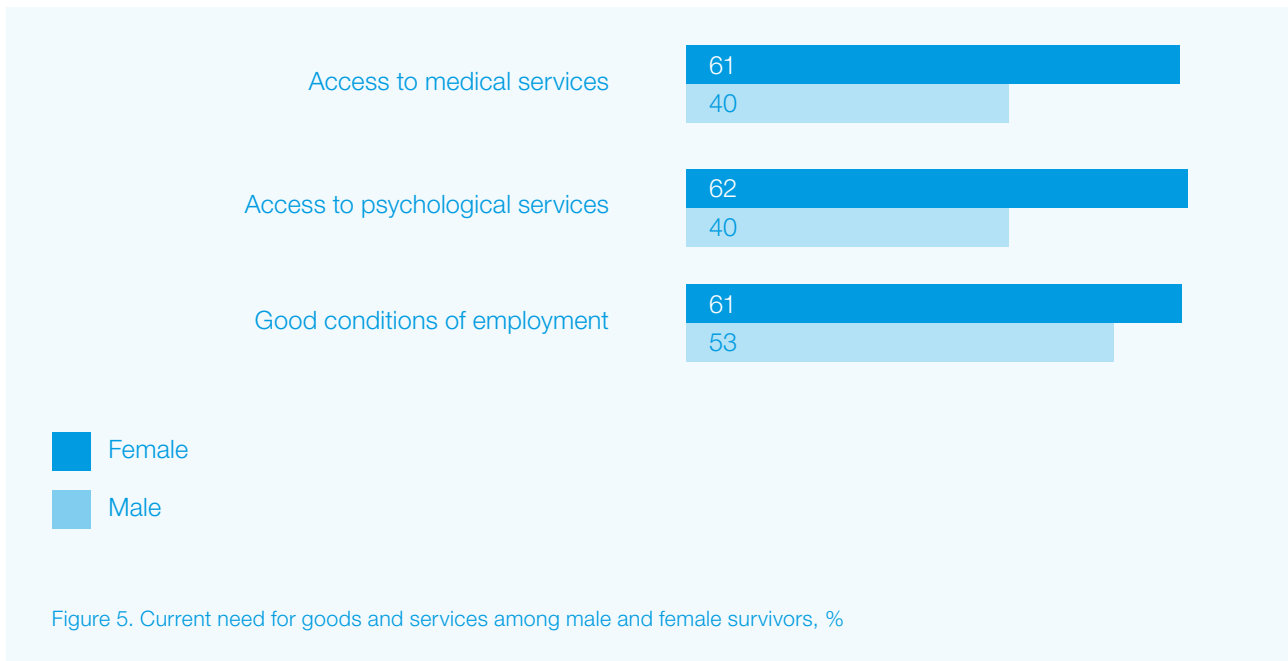 Access to medical services
61
40
Access to psychological services
62
40
Good conditions of employment
61
53
Female
Male
Figure 5. Current need for goods and services among male and female survivors, %